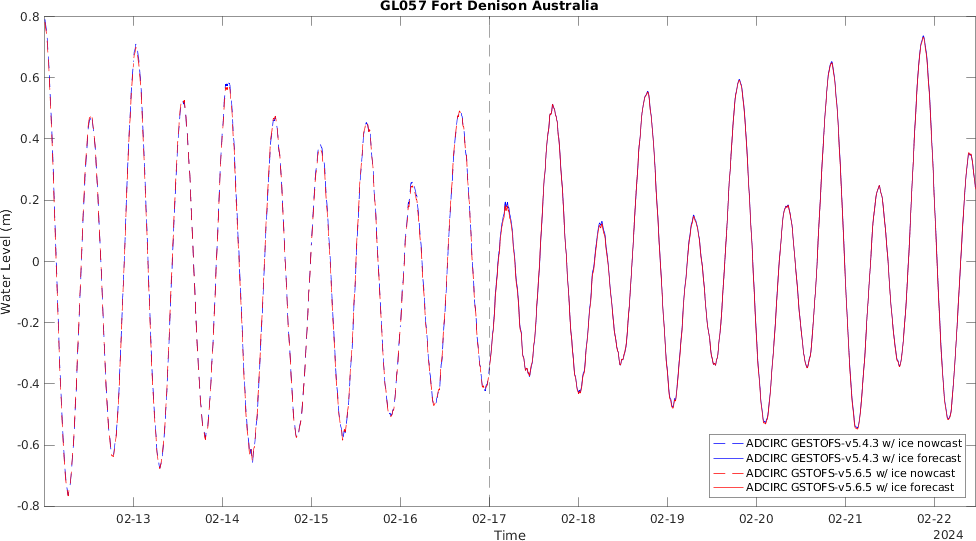 GL057 Fort Denison Australia
0.8
0.6
0.4
0.2
0
-0.2
-0.4
-0.6
-0.8
Water Level (m)
ADCIRC GESTOFS-v5.4.3 w/ ice nowcast
ADCIRC GESTOFS-v5.4.3 w/ ice forecast
ADCIRC GSTOFS-v5.6.5 w/ ice nowcast
ADCIRC GSTOFS-v5.6.5 w/ ice forecast
02-13 02-14 02-15 02-16 02-17 02-18 02-19 02-20 02-21 02-22
Time
2024